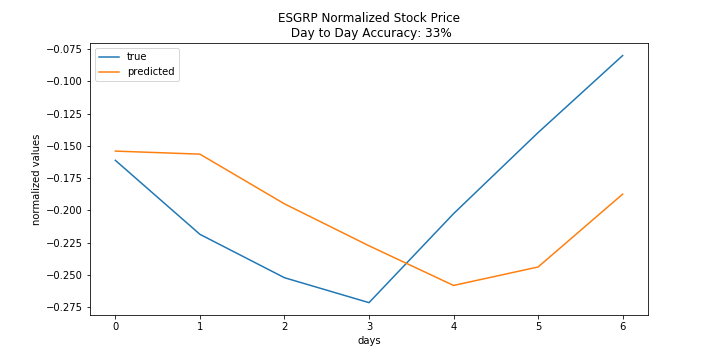 ESGRP Normalized Stock Price
Day to Day Accuracy: 33%
true
predicted
normalized values
−0.075
−0.100
−0.125
−0.150
−0.175
−0.200
−0.225
−0.250
−0.275
0 1 2 3 4 5 6
days